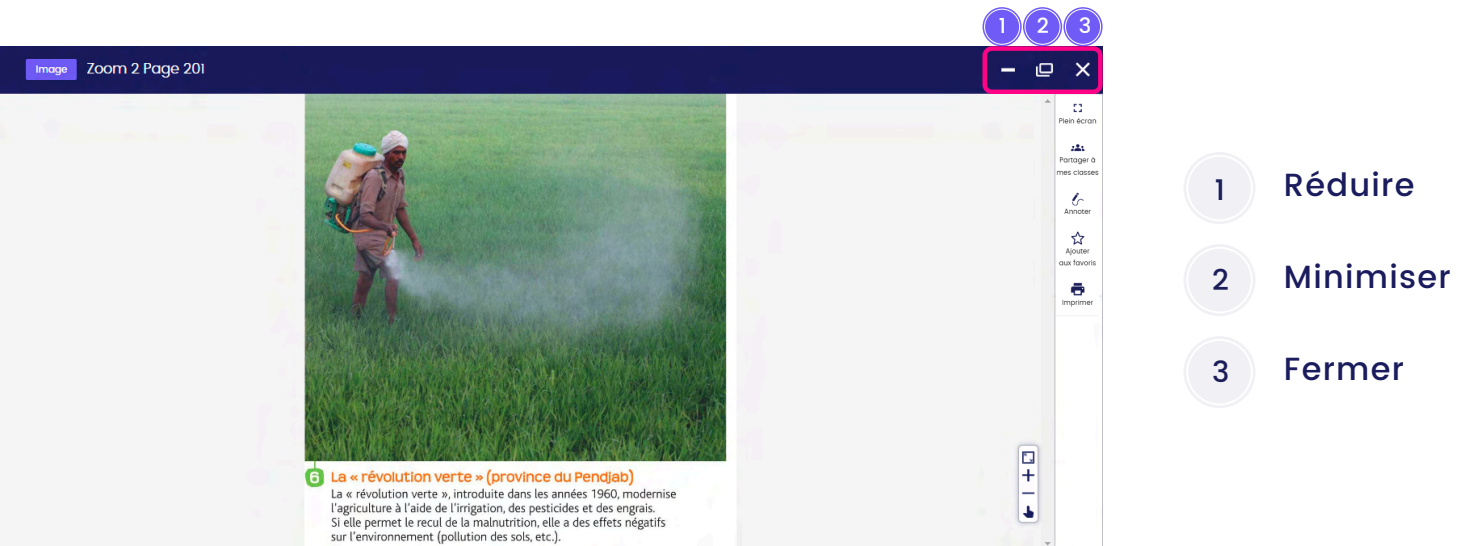 1 2 3
Image Zoom 2 Page 201
Plein écran
Partager à
mes classes
Annoter
Ajouter
aux favoris
Imprimer
6 La « révolution verte » (province du Pendjab)
La « révolution verte », introduite dans les années 1960, modernise
l'agriculture à l'aide de l'irrigation, des pesticides et des engrais.
Si elle permet le recul de la malnutrition, elle a des effets négatifs
sur l'environnement (pollution des sols, etc.).
1 Réduire
2 Minimiser
3 Fermer